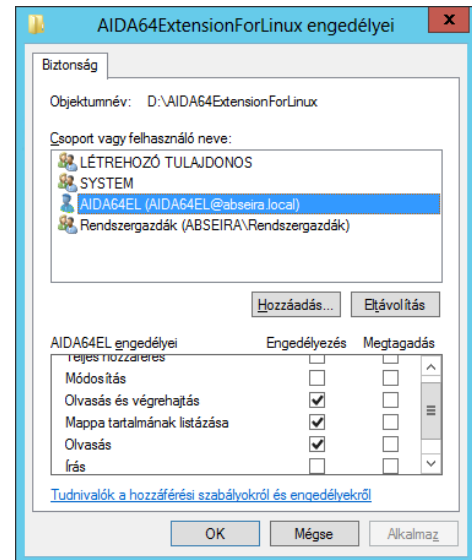 AIDA64ExtensionForLinux engedélyei
x
Biztonság
Objektumnév: D:\AIDA64ExtensionForLinux
Csoport vagy felhasználó neve:
LÉTREHOZÓ TULAJDONOS
SYSTEM
AIDA64EL (AIDA64EL@abseira.local)
Rendszergazdák (ABSEIRA\Rendszergazdák)
Hozzáadás... Eltávolítás
AIDA64EL engedélyei Engedélyezés Megtagadás
Teljes hozzáférés
Módosítás
Olvasás és végrehajtás
Mappa tartalmának listázása
Olvasás
Írás
Tudnivalók a hozzáférési szabályokról és engedélyekről
OK Mégse Alkalmaz